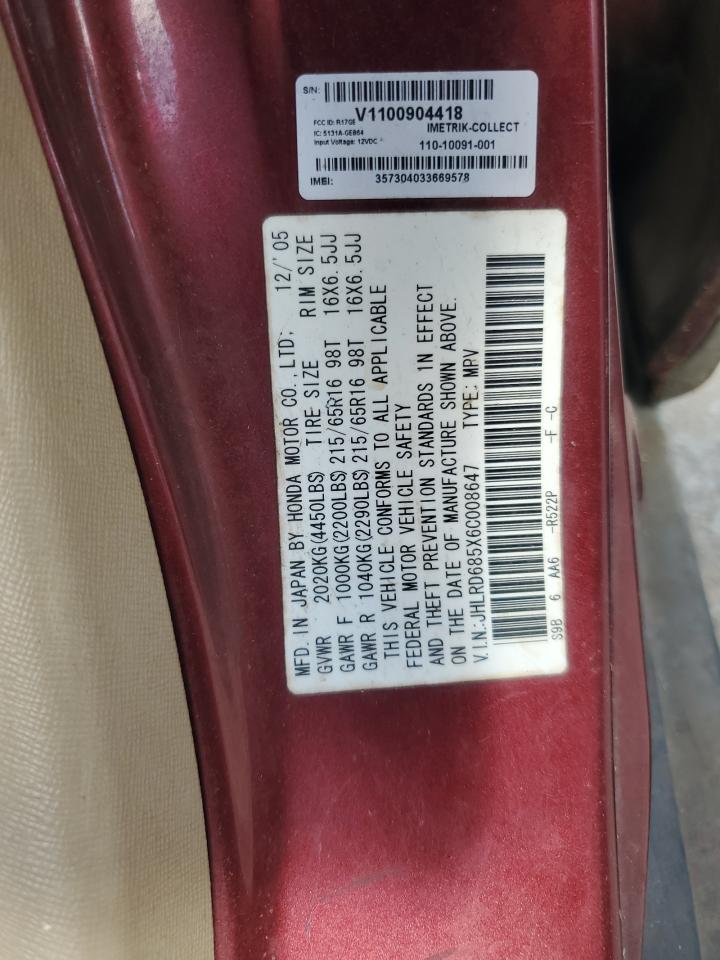 S/N:
V1100904418
FCC ID: R17GE
IMETRIK-COLLECT
IC: 5131A-GE864
Input Voltage: 12VDC
110-10091-001
IMEI: 357304033669578
MFD. IN JAPAN BY HONDA MOTOR CO.,LTD; 12/'05
GVWR 2020KG(4450LBS) TIRE SIZE RIM SIZE
GAWR F 1000KG(2200LBS) 215/65R16 98T 16X6.5JJ
GAWR R 1040KG(2290LBS) 215/65R16 98T 16X6.5JJ
THIS VEHICLE CONFORMS TO ALL APPLICABLE
FEDERAL MOTOR VEHICLE SAFETY
AND THEFT PREVENTION STANDARDS IN EFFECT
ON THE DATE OF MANUFACTURE SHOWN ABOVE.
V.I.N:JHLRD685X6C008647 TYPE: MPV
S9B 6 AA6 -R522P -F -C